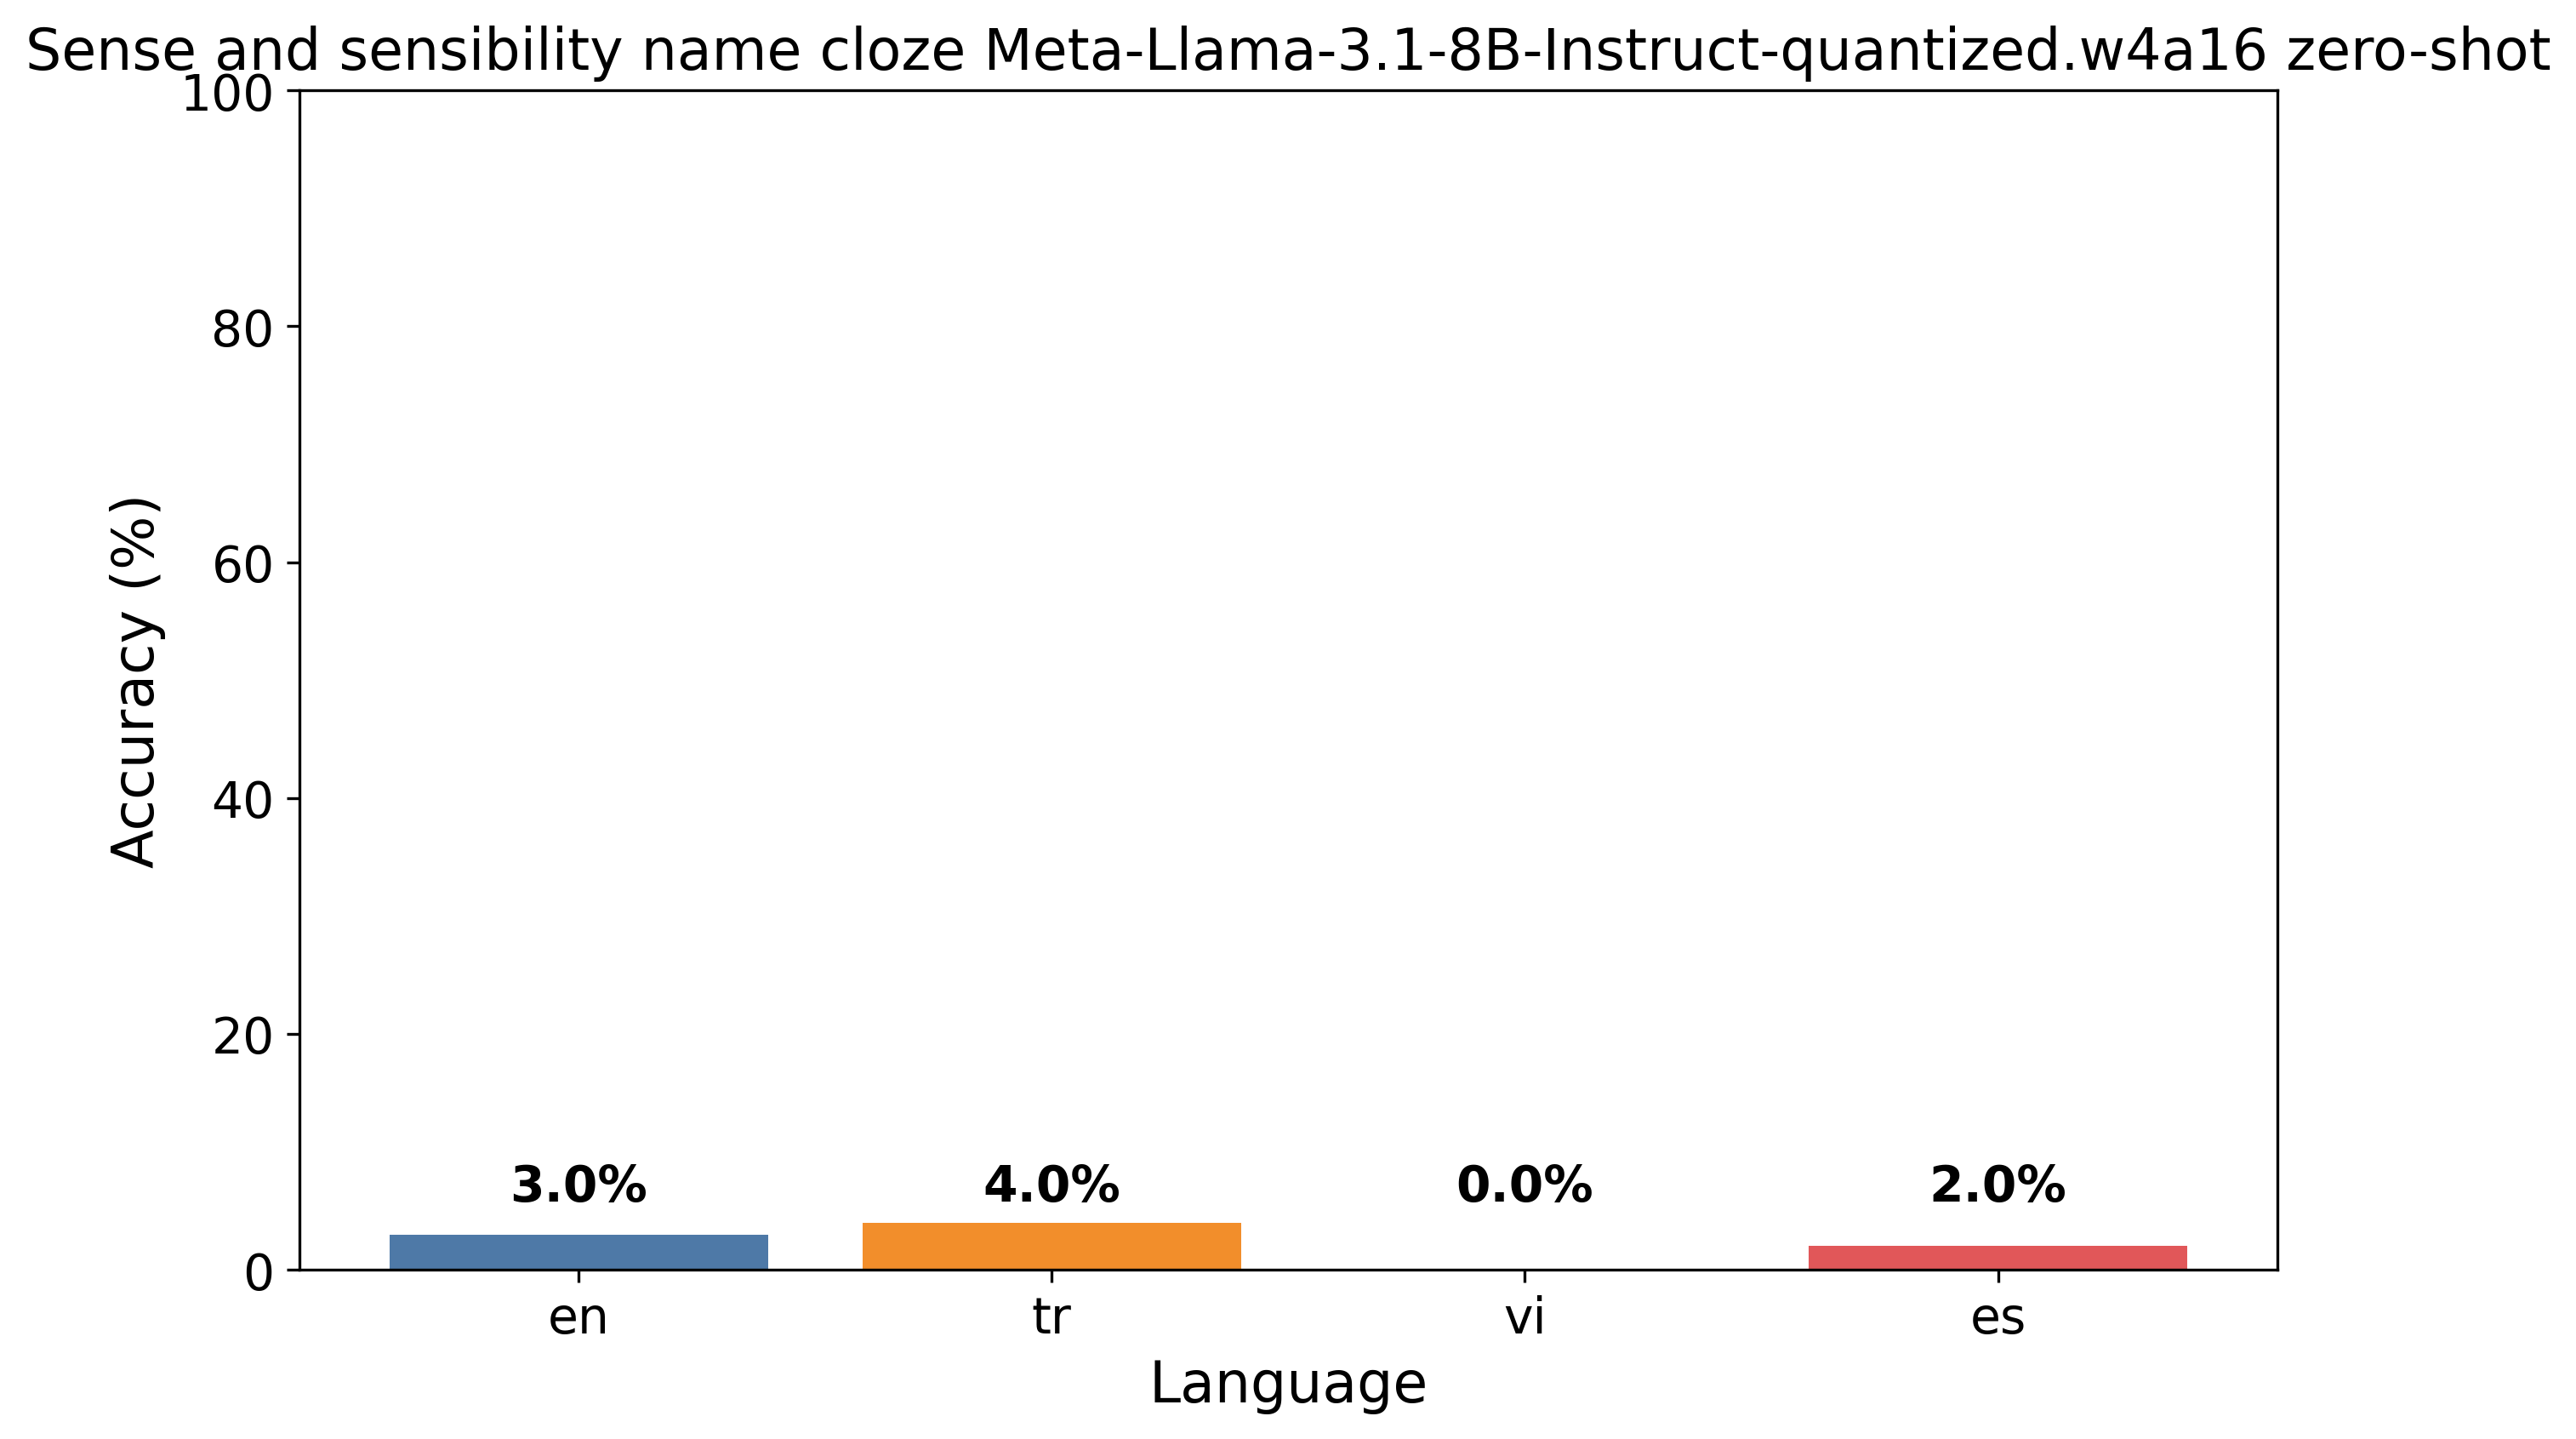 Sense and sensibility name cloze Meta-Llama-3.1-8B-Instruct-quantized.w4a16 zero-shot
100
80
60
40
20
0
Accuracy (%)
3.0%
4.0%
0.0%
2.0%
en
tr
vi
es
Language